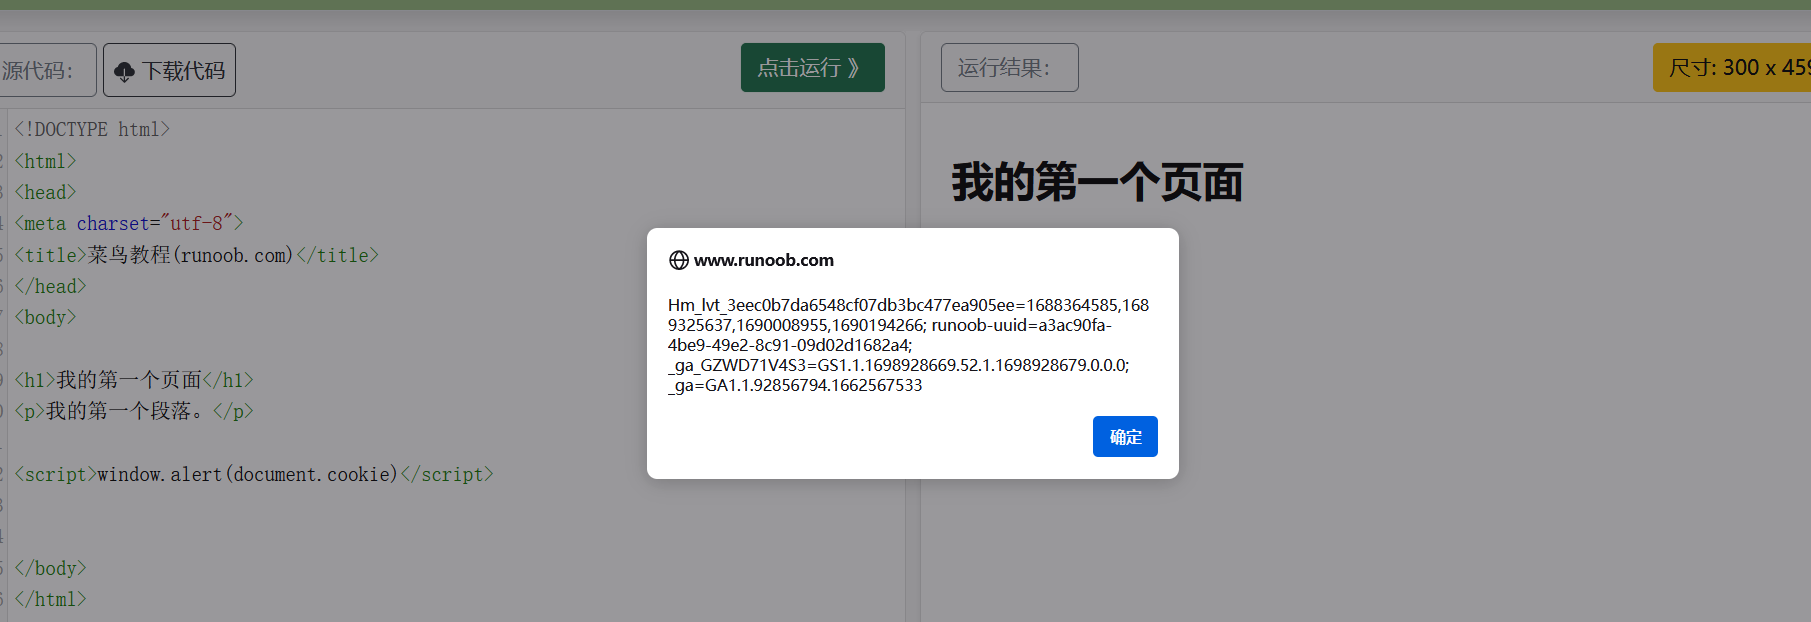 源代码：
下载代码
点击运行 》
运行结果：
尺寸: 300 x 459
<!DOCTYPE html>
<html>
<head>
<meta charset="utf-8">
<title>菜鸟教程(runoob.com)</title>
</head>
<body>
<h1>我的第一个页面</h1>
<p>我的第一个段落。</p>
<script>window.alert(document.cookie)</script>
</body>
</html>
我的第一个页面
www.runoob.com
Hm_lvt_3eec0b7da6548cf07db3bc477ea905ee=1688364585,168
9325637,1690008955,1690194266; runoob-uuid=a3ac90fa-
4be9-49e2-8c91-09d02d1682a4;
_ga_GZWD71V4S3=GS1.1.1698928669.52.1.1698928679.0.0.0;
_ga=GA1.1.92856794.1662567533
确定